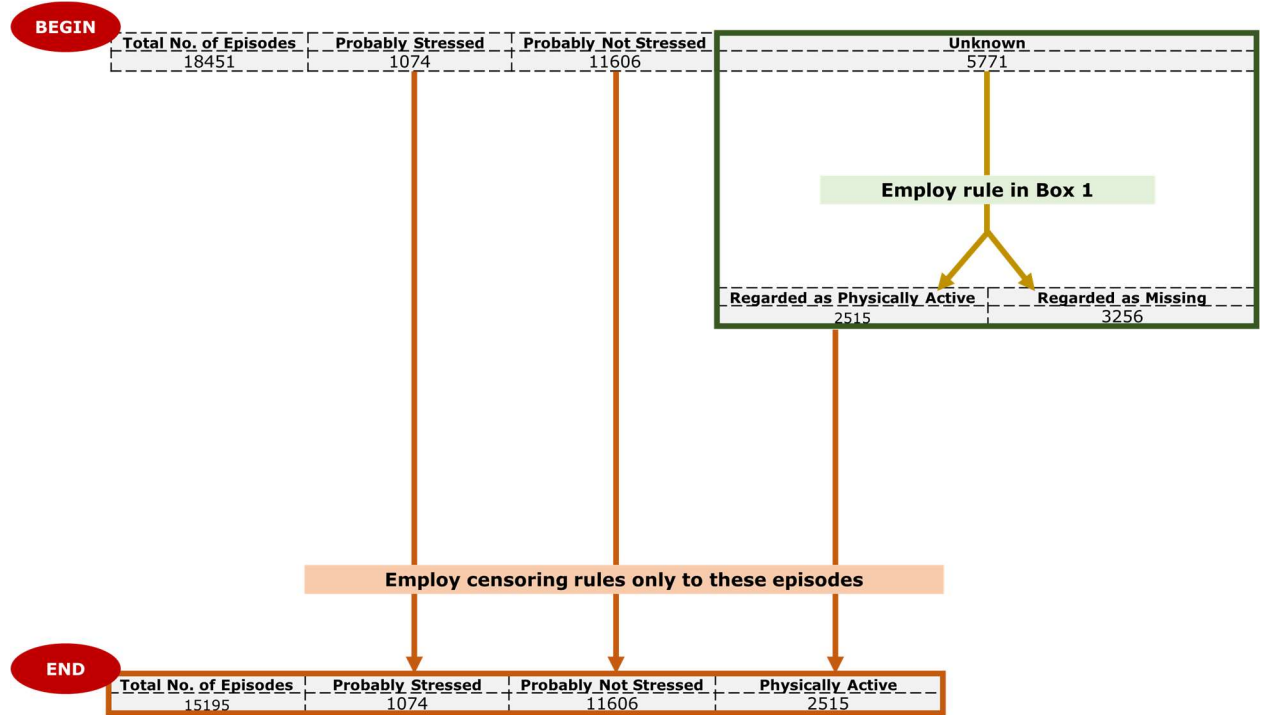 BEGIN
Total No. of Episodes Probably Stressed Probably Not Stressed Unknown
18451 1074 11606 5771
Employ rule in Box 1
Regarded as Physically Active Regarded as Missing
2515 3256
Employ censoring rules only to these episodes
END
Total No. of Episodes Probably Stressed Probably Not Stressed Physically Active
15195 1074 11606 2515